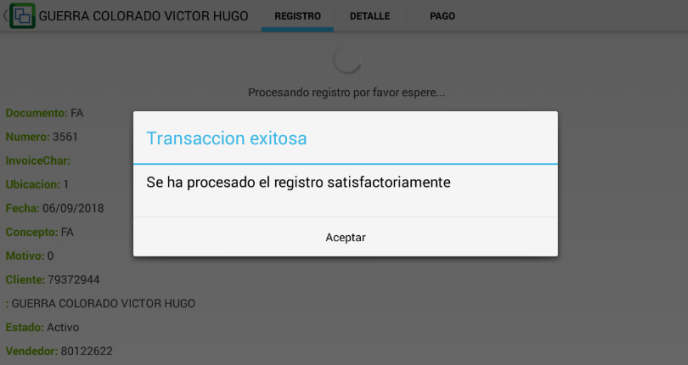 GUERRA COLORADO VICTOR HUGO REGISTRO DETALLE PAGO
Procesando registro por favor espere...
Documento: FA
Numero: 3561
InvoiceChar:
Ubicacion: 1
Fecha: 06/09/2018
Concepto: FA
Motivo: 0
Cliente: 79372944
: GUERRA COLORADO VICTOR HUGO
Estado: Activo
Vendedor: 80122622
Transaccion exitosa
Se ha procesado el registro satisfactoriamente
Aceptar